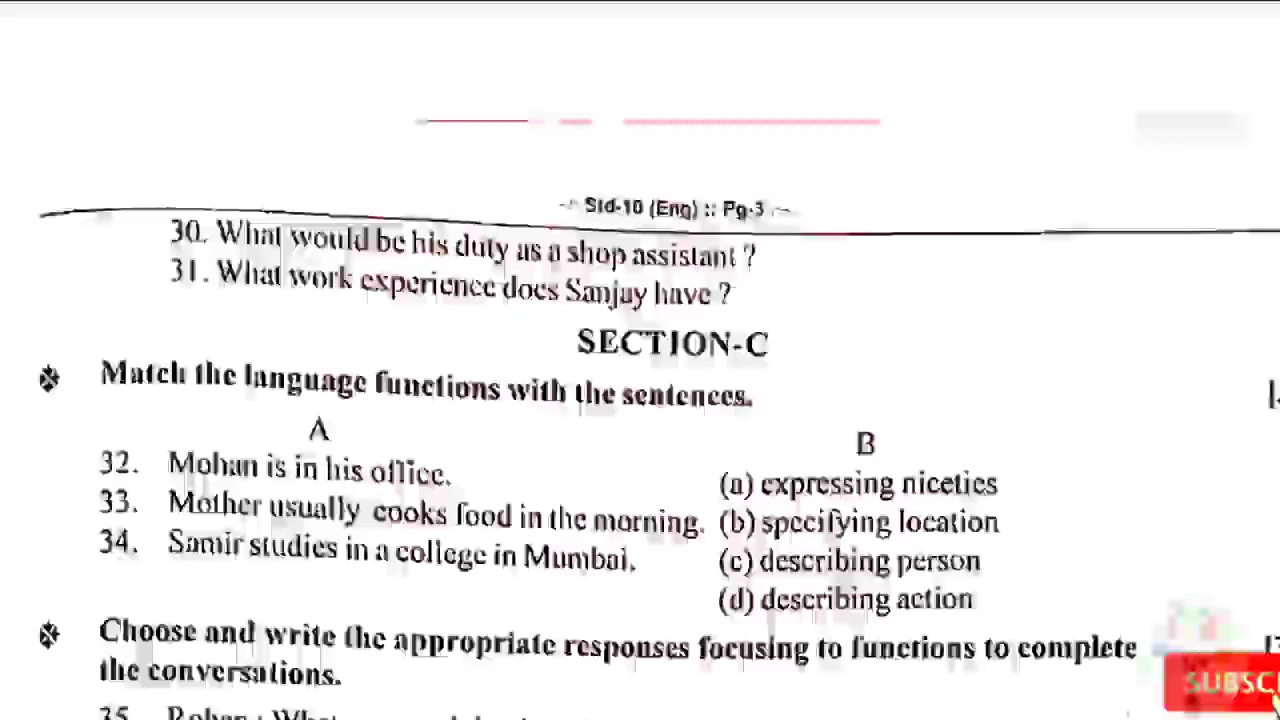 Std-10 (Eng) :: Pg-3
30. What would be his duty as a shop assistant ?
31. What work experience does Sanjay have ?
SECTION-C
Match the language functions with the sentences.
A B
32. Mohan is in his office. (a) expressing niceties
33. Mother usually cooks food in the morning. (b) specifying location
34. Samir studies in a college in Mumbai. (c) describing person
(d) describing action
Choose and write the appropriate responses focusing to functions to complete
the conversations.
35. Rohan : What
SUBSC